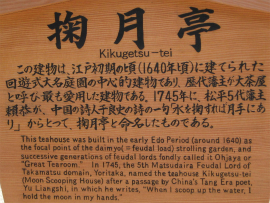 掬月亭
Kikugetsu-tei
この建物は、江戸初期の頃(1640年頃)に建てられた
回遊式大名庭園の中心的建物であり、歴代藩主が大茶屋
と呼び、最も愛用した建物である。1745年に、松平5代藩主
頼恭が、中国の詩人于良史の詩の一句「水を掬すれば月手にあ
り」からとって、掬月亭と命名したものである。
This teahouse was built in the early Edo Period (around 1640) as
the focal point of the daimyo(= feudal load) strolling garden, and
successive generations of feudal lords fondly called it Ohjaya or
"Great Tearoom." In 1745, the 5th Matsudaira Feudal Lord of
Takamatsu domain, Yoritaka, named the teahouse Kikugetsu-tei
(Moon Scooping House) after a passage by China's Tang Era poet,
Yu Liangshi, in which he writes, "When I scoop up the water, I
hold the moon in my hands."